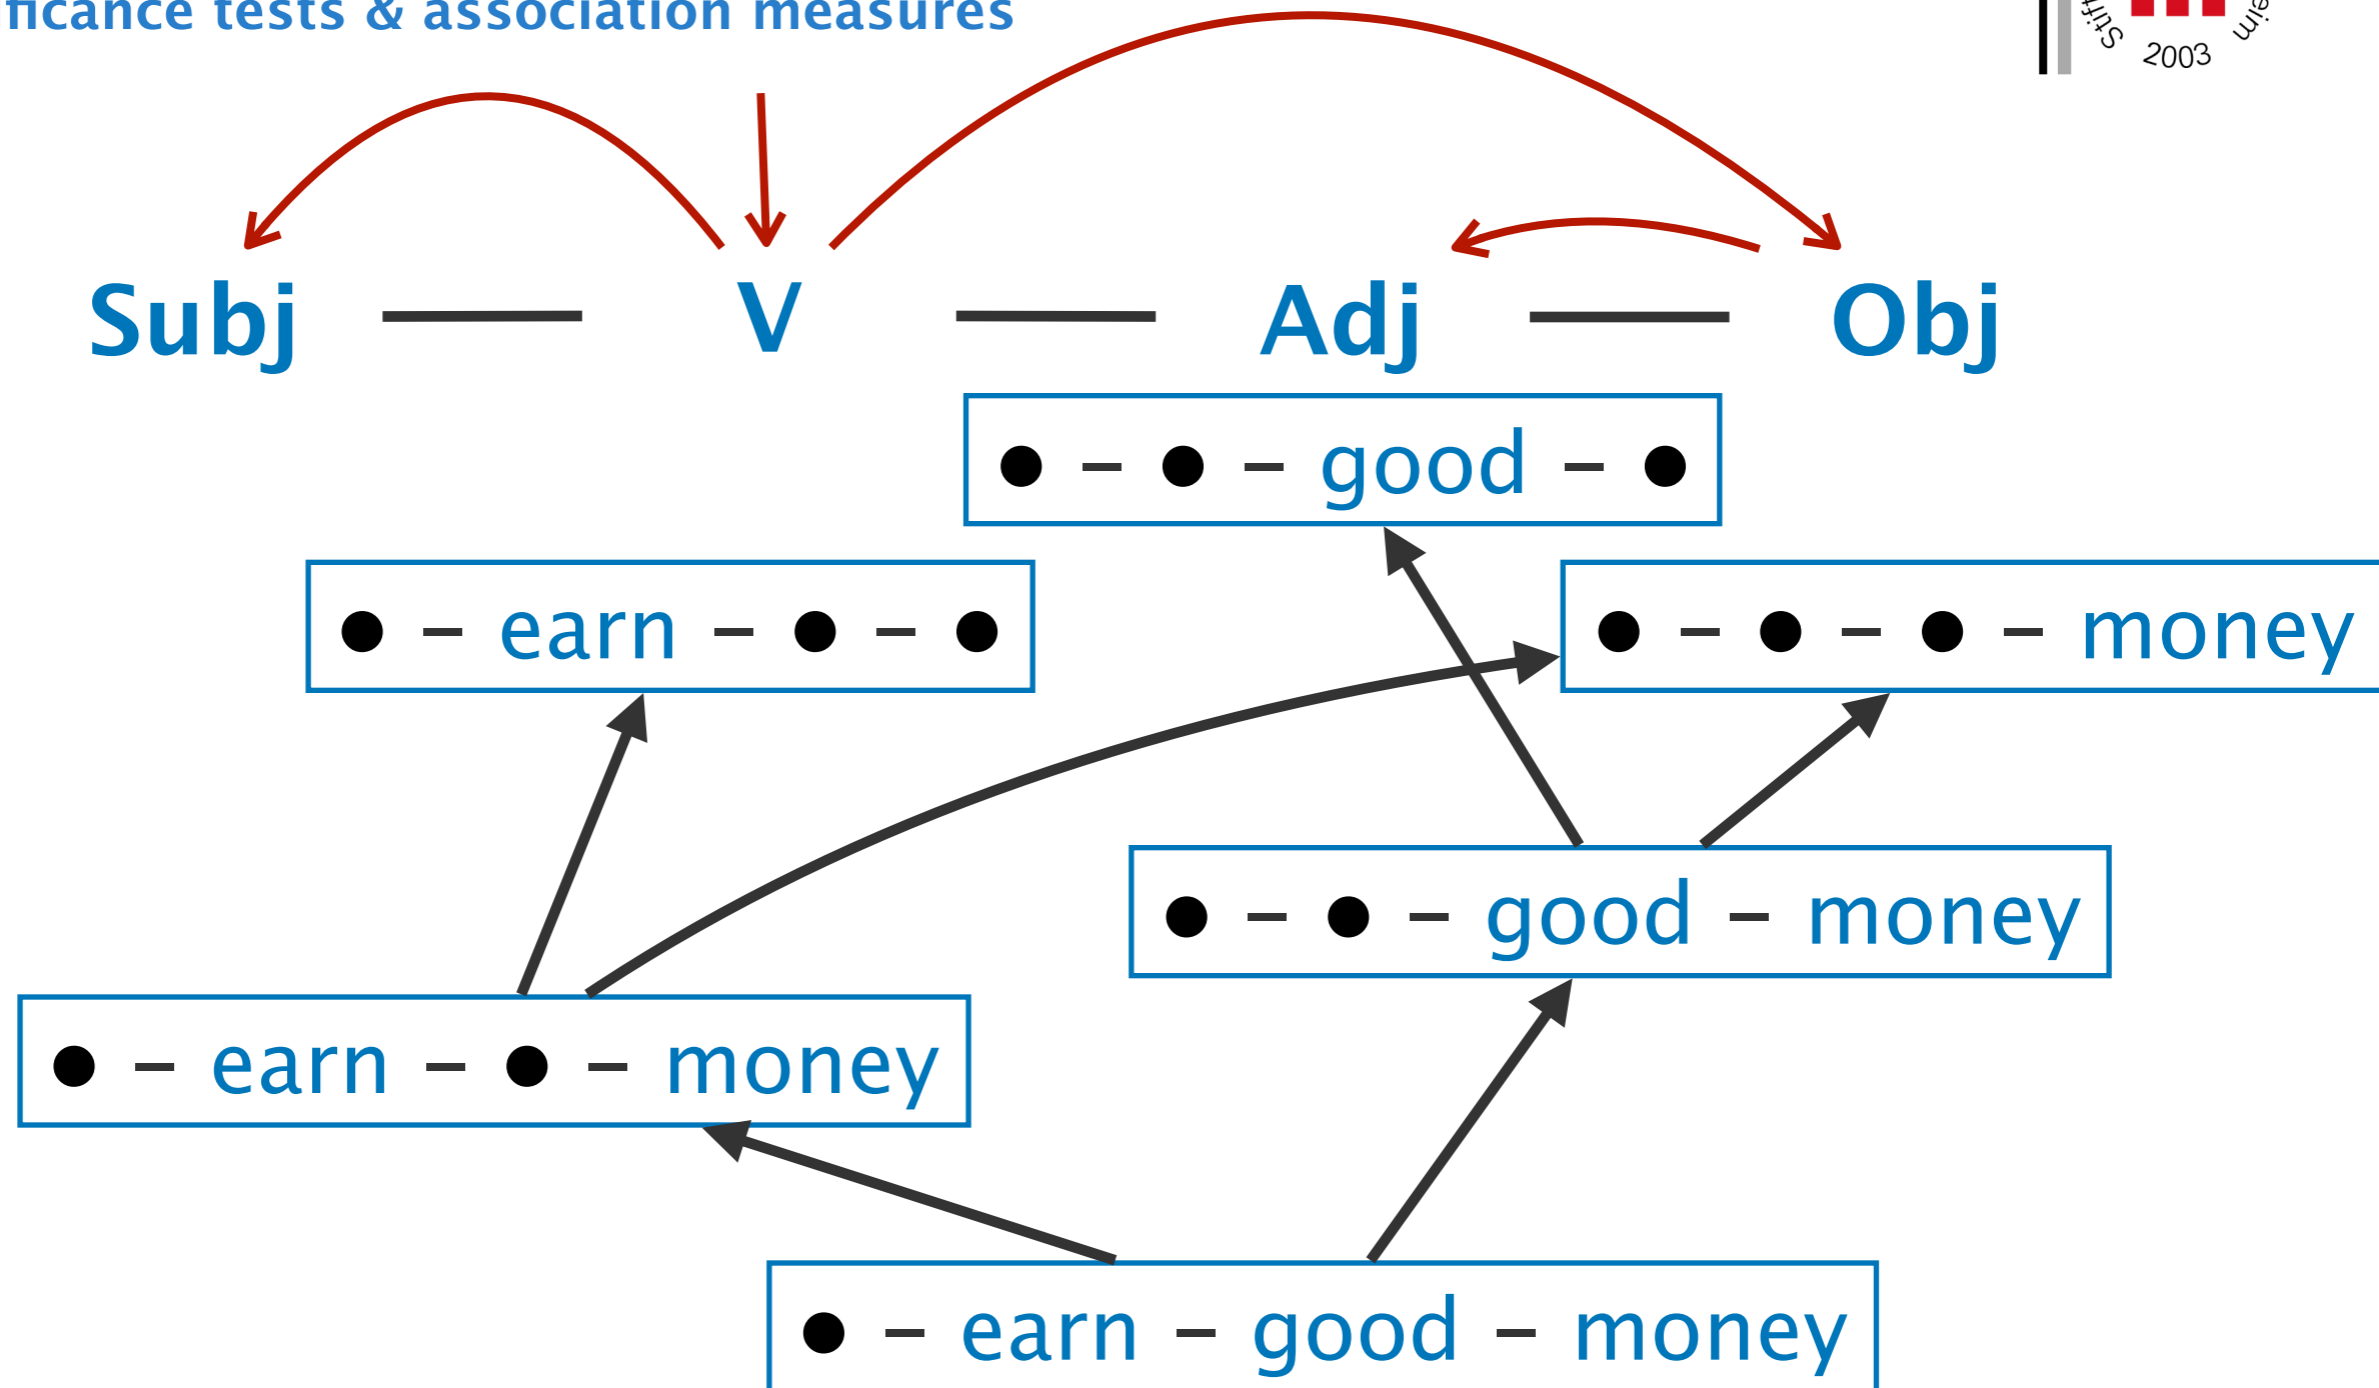 ficance tests & association measures
2003
Subj — V — Adj — Obj
● – ● – good – ●
● – earn – ● – ●
● – ● – ● – money
● – ● – good – money
● – earn – ● – money
● – earn – good – money